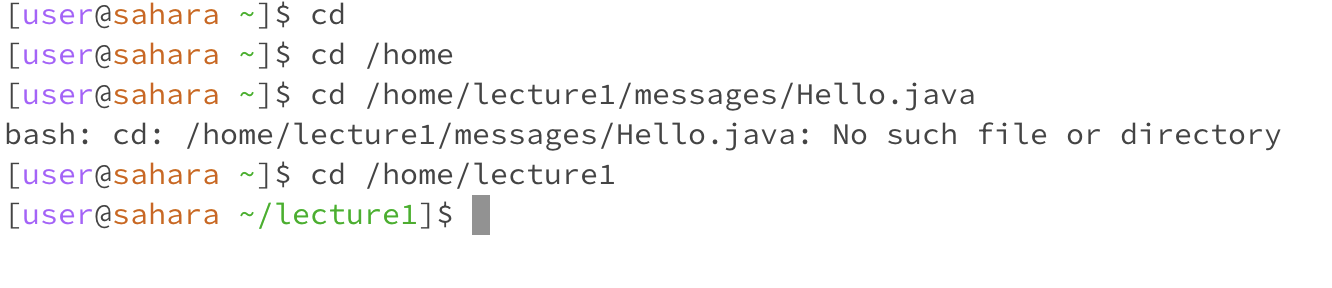 [user@sahara ~]$ cd
[user@sahara ~]$ cd /home
[user@sahara ~]$ cd /home/lecture1/messages/Hello.java
bash: cd: /home/lecture1/messages/Hello.java: No such file or directory
[user@sahara ~]$ cd /home/lecture1
[user@sahara ~/lecture1]$